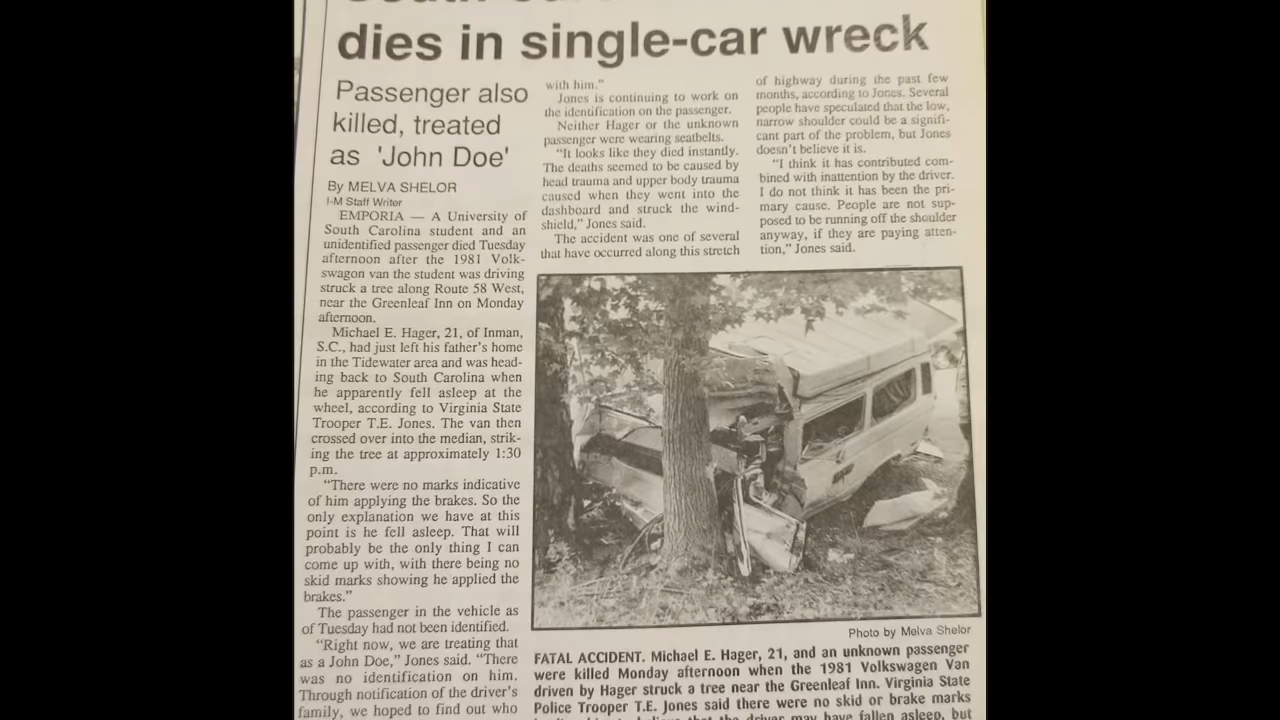 dies in single-car wreck
Passenger also
killed, treated
as 'John Doe'
By MELVA SHELOR
I-M Staff Writer
EMPORIA — A University of
South Carolina student and an
unidentified passenger died Tuesday
afternoon after the 1981 Volk-
swagon van the student was driving
struck a tree along Route 58 West,
near the Greenleaf Inn on Monday
afternoon.
Michael E. Hager, 21, of Inman,
S.C., had just left his father's home
in the Tidewater area and was head-
ing back to South Carolina when
he apparently fell asleep at the
wheel, according to Virginia State
Trooper T.E. Jones. The van then
crossed over into the median, strik-
ing the tree at approximately 1:30
p.m.
"There were no marks indicative
of him applying the brakes. So the
only explanation we have at this
point is he fell asleep. That will
probably be the only thing I can
come up with, with there being no
skid marks showing he applied the
brakes."
The passenger in the vehicle as
of Tuesday had not been identified.
"Right now, we are treating that
as a John Doe," Jones said. "There
was no identification on him.
Through notification of the driver's
family, we hoped to find out who
with him."
Jones is continuing to work on
the identification on the passenger.
Neither Hager or the unknown
passenger were wearing seatbelts.
"It looks like they died instantly.
The deaths seemed to be caused by
head trauma and upper body trauma
caused when they went into the
dashboard and struck the wind-
shield," Jones said.
The accident was one of several
that have occurred along this stretch
of highway during the past few
months, according to Jones. Several
people have speculated that the low,
narrow shoulder could be a signifi-
cant part of the problem, but Jones
doesn't believe it is.
"I think it has contributed com-
bined with inattention by the driver.
I do not think it has been the pri-
mary cause. People are not sup-
posed to be running off the shoulder
anyway, if they are paying atten-
tion," Jones said.
Photo by Melva Shelor
FATAL ACCIDENT. Michael E. Hager, 21, and an unknown passenger
were killed Monday afternoon when the 1981 Volkswagen Van
driven by Hager struck a tree near the Greenleaf Inn. Virginia State
Police Trooper T.E. Jones said there were no skid or brake marks
that the driver may have fallen asleep, but